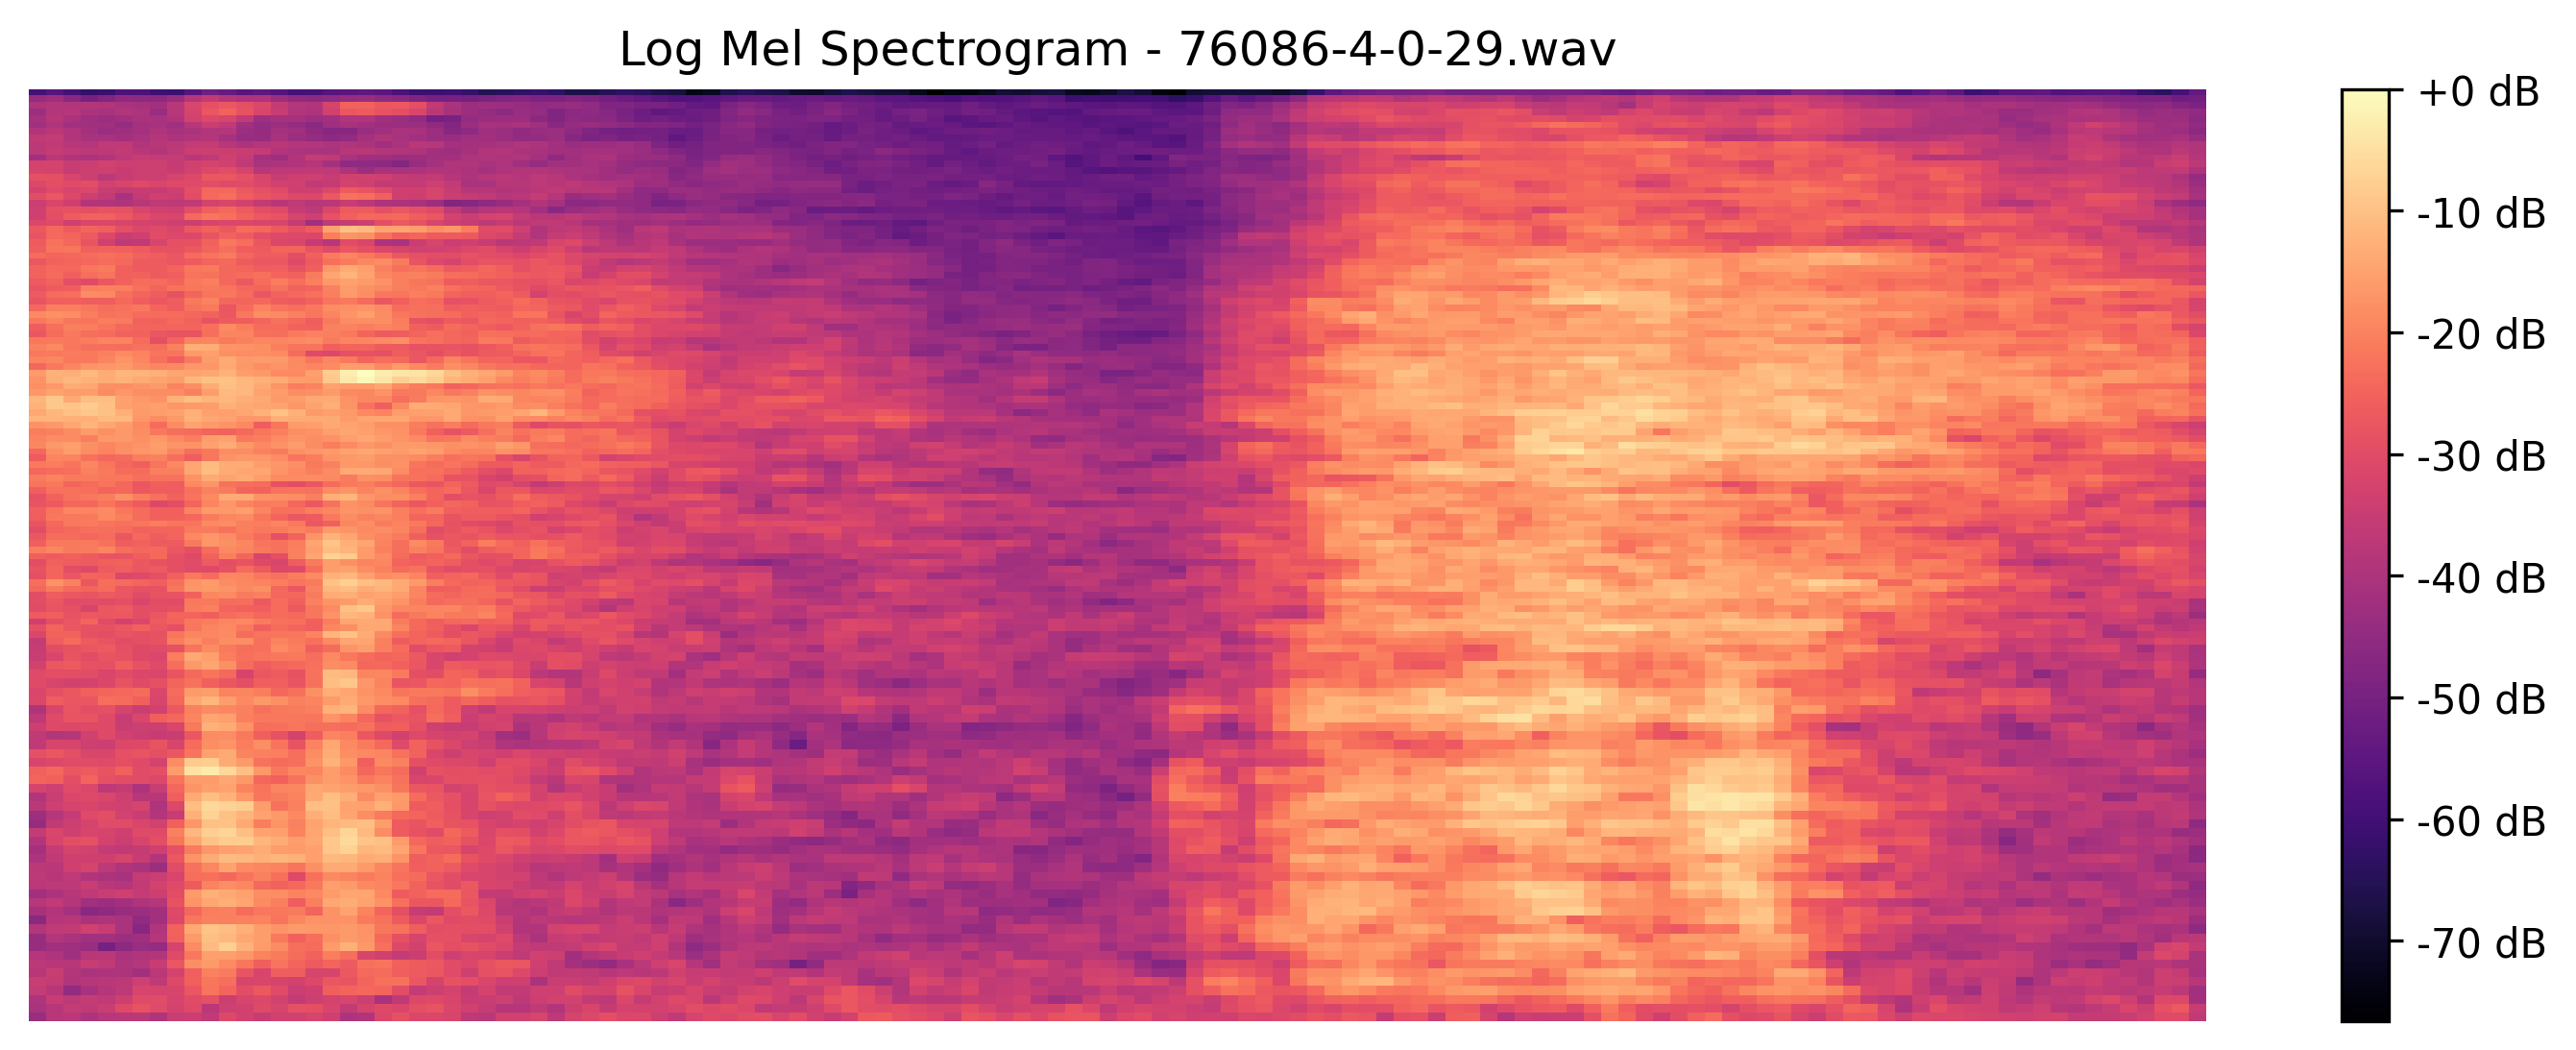 Log Mel Spectrogram - 76086-4-0-29.wav
+0 dB
-10 dB
-20 dB
-30 dB
-40 dB
-50 dB
-60 dB
-70 dB